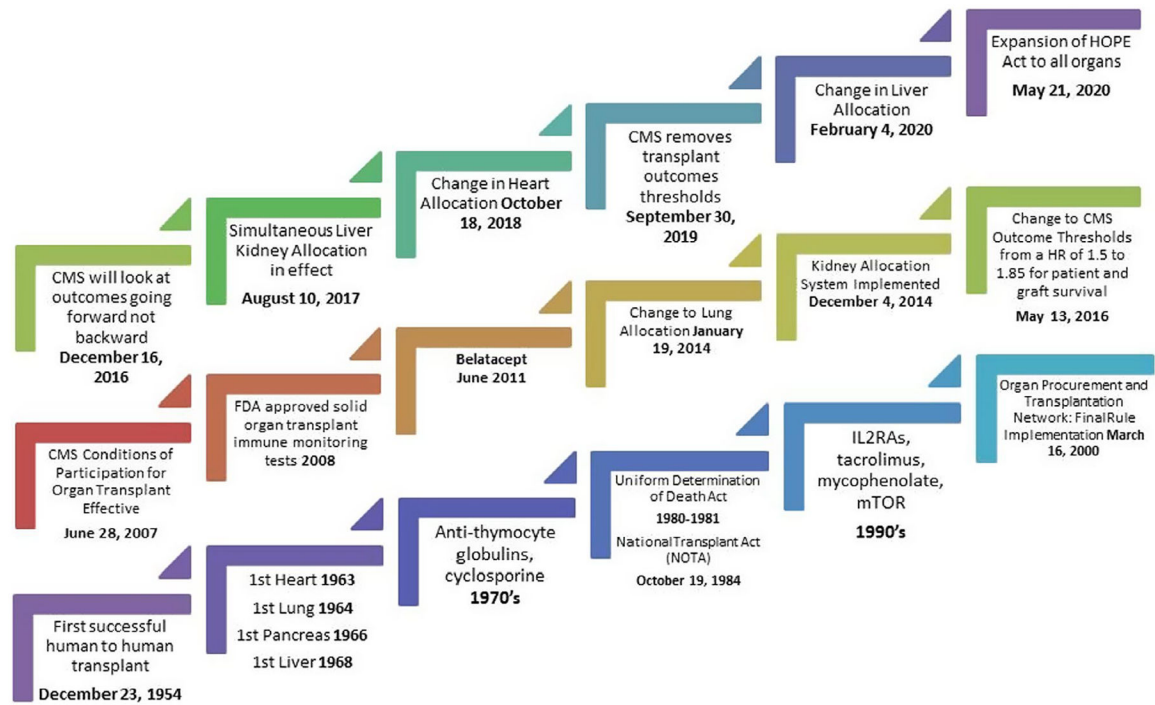 CMS will look at
outcomes going
forward not
backward
December 16,
2016
Simultaneous Liver
Kidney Allocation
in effect
August 10, 2017
Change in Heart
Allocation October
18, 2018
CMS removes
transplant
outcomes
thresholds
September 30,
2019
Change in Liver
Allocation
February 4, 2020
Expansion of HOPE
Act to all organs
May 21, 2020
CMS Conditions of
Participation for
Organ Transplant
Effective
June 28, 2007
FDA approved solid
organ transplant
immune monitoring
tests 2008
Belatacept
June 2011
Change to Lung
Allocation January
19, 2014
Kidney Allocation
System Implemented
December 4, 2014
Change to CMS
Outcome Thresholds
from a HR of 1.5 to
1.85 for patient and
graft survival
May 13, 2016
First successful
human to human
transplant
December 23, 1954
1st Heart 1963
1st Lung 1964
1st Pancreas 1966
1st Liver 1968
Anti-thymocyte
globulins,
cyclosporine
1970's
Uniform Determination
of Death Act
1980-1981
National Transplant Act
(NOTA)
October 19, 1984
IL2RAs,
tacrolimus,
mycophenolate,
mTOR
1990's
Organ Procurement and
Transplantation
Network: Final Rule
Implementation March
16, 2000